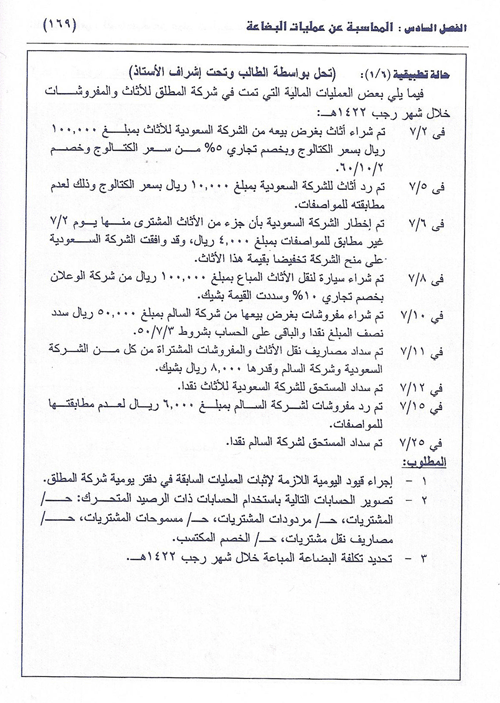 الفصل السادس : المحاسبة عن عمليات البضاعة (١٦٩)
حالة تطبيقية (١/٦): (تحل بواسطة الطالب وتحت إشراف الأستاذ)
فيما يلي بعض العمليات المالية التي تمت في شركة المطلق للأثاث والمفروشات
خلال شهر رجب ١٤٢٢هـ:
فى ٧/٢ تم شراء أثاث بغرض بيعه من الشركة السعودية للأثاث بمبلغ ١٠٠,٠٠٠
ريال بسعر الكتالوج وبخصم تجاري ٥% من سعر الكتالوج وخصم
٦٠/١٠/٢.
فى ٧/٥ تم رد أثاث للشركة السعودية بمبلغ ١٠,٠٠٠ ريال بسعر الكتالوج وذلك لعدم
مطابقته للمواصفات.
فى ٧/٦ تم إخطار الشركة السعودية بأن جزء من الأثاث المشترى منها يوم ٧/٢
غير مطابق للمواصفات بمبلغ ٤,٠٠٠ ريال، وقد وافقت الشركة السعودية
على منح الشركة تخفيضا بقيمة هذا الأثاث.
فى ٧/٨ تم شراء سيارة لنقل الأثاث المباع بمبلغ ١٠٠,٠٠٠ ريال من شركة الوعلان
بخصم تجاري ١٠% وسددت القيمة بشيك.
في ٧/١٠ تم شراء مفروشات بغرض بيعها من شركة السالم بمبلغ ٥٠,٠٠٠ ريال سدد
نصف المبلغ نقدا والباقى على الحساب بشروط ٥٠/٧/٣.
في ٧/١١ تم سداد مصاريف نقل الأثاث والمفروشات المشتراة من كل من الشركة
السعودية وشركة السالم وقدرها ٨,٠٠٠ ريال بشيك.
في ٧/١٢ تم سداد المستحق للشركة السعودية للأثاث نقدا.
في ٧/١٥ تم رد مفروشات لشركة السالم بمبلغ ٦,٠٠٠ ريال لعدم مطابقتها
للمواصفات.
في ٧/٢٥ تم سداد المستحق لشركة السالم نقدا.
المطلوب:
١ - إجراء قيود اليومية اللازمة لإثبات العمليات السابقة في دفتر يومية شركة المطلق.
٢ - تصوير الحسابات التالية باستخدام الحسابات ذات الرصيد المتحرك: حـ/
المشتريات، حـ/ مردودات المشتريات، حـ/ مسموحات المشتريات، حـ/
مصاريف نقل مشتريات، حـ/ الخصم المكتسب.
٣ - تحديد تكلفة البضاعة المباعة خلال شهر رجب ١٤٢٢هـ.